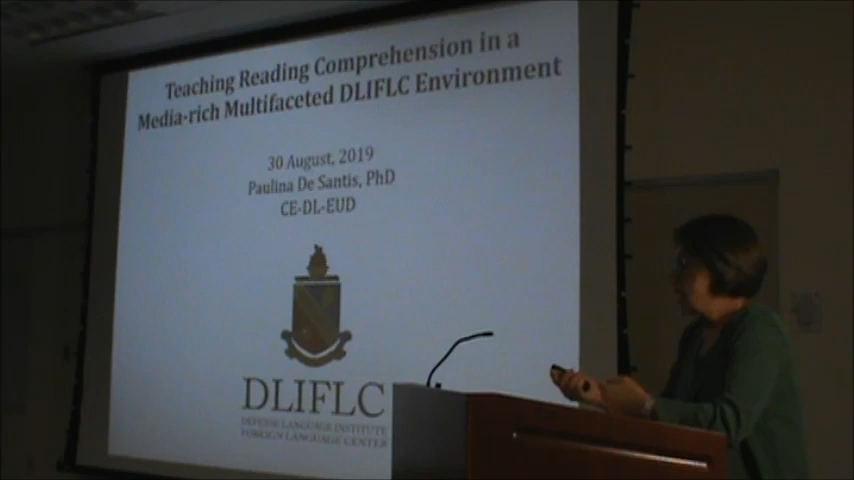 Teaching Reading Comprehension in a
Media-rich Multifaceted DLIFLC Environment
30 August, 2019
Paulina De Santis, PhD
CE-DL-EUD
DLIFLC
DEFENSE LANGUAGE INSTITUTE
FOREIGN LANGUAGE CENTER